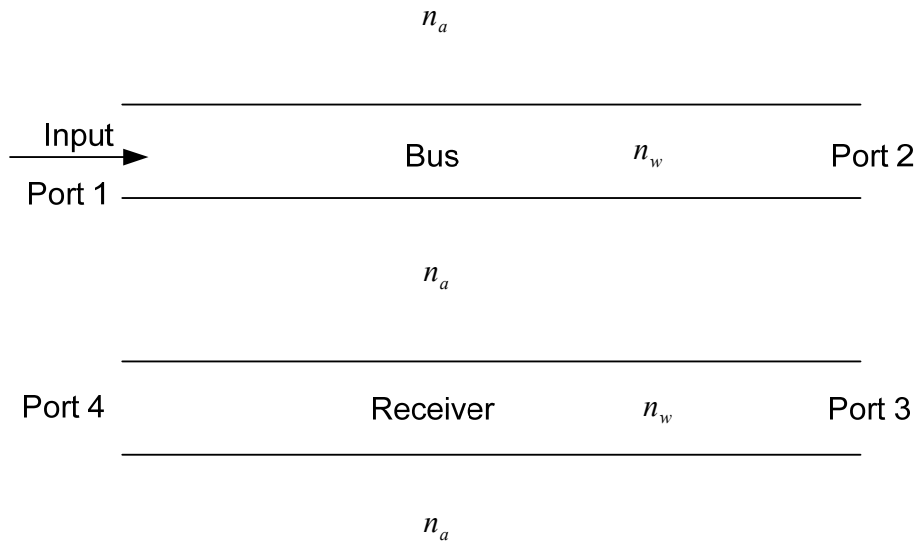 n_a
Input
Bus n_w Port 2
Port 1
n_a
Port 4 Receiver n_w Port 3
n_a